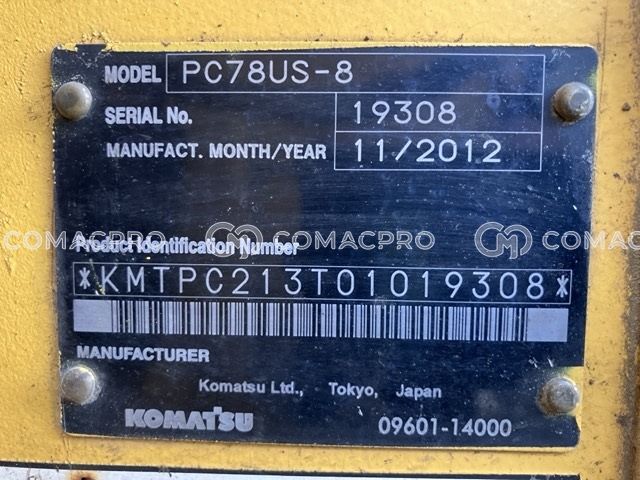 MODEL PC78US-8
SERIAL No. 19308
MANUFACT. MONTH/YEAR 11/2012
COMACPRO COMACPRO COMAC
Product Identification Number
*KMTPC213T01019308*
MANUFACTURER
Komatsu Ltd., Tokyo, Japan
KOMATSU 09601-14000